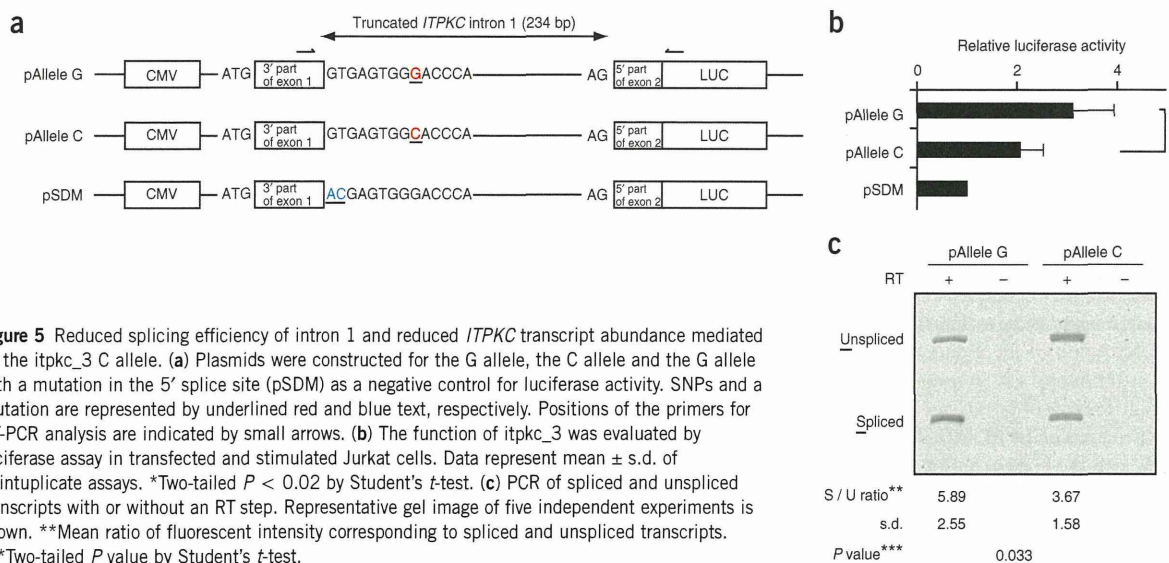 a
Truncated ITPKC intron 1 (234 bp)
pAllele G CMV ATG 3′ part of exon 1 GTGAGTGGGACCCA AG 5′ part of exon 2 LUC
pAllele C CMV ATG 3′ part of exon 1 GTGAGTGGCACCCA AG 5′ part of exon 2 LUC
pSDM CMV ATG 3′ part of exon 1 ACGAGTGGGACCCA AG 5′ part of exon 2 LUC
b
Relative luciferase activity
0 2 4
pAllele G
pAllele C
pSDM
c
pAllele G pAllele C
RT + – + –
Unspliced
Spliced
S / U ratio** 5.89 3.67
s.d. 2.55 1.58
P value*** 0.033
gure 5 Reduced splicing efficiency of intron 1 and reduced ITPKC transcript abundance mediated
the itpkc_3 C allele. (a) Plasmids were constructed for the G allele, the C allele and the G allele
th a mutation in the 5′ splice site (pSDM) as a negative control for luciferase activity. SNPs and a
utation are represented by underlined red and blue text, respectively. Positions of the primers for
-PCR analysis are indicated by small arrows. (b) The function of itpkc_3 was evaluated by
ciferase assay in transfected and stimulated Jurkat cells. Data represent mean ± s.d. of
intuplicate assays. *Two-tailed P < 0.02 by Student's t-test. (c) PCR of spliced and unspliced
anscripts with or without an RT step. Representative gel image of five independent experiments is
own. **Mean ratio of fluorescent intensity corresponding to spliced and unspliced transcripts.
*Two-tailed P value by Student's t-test.